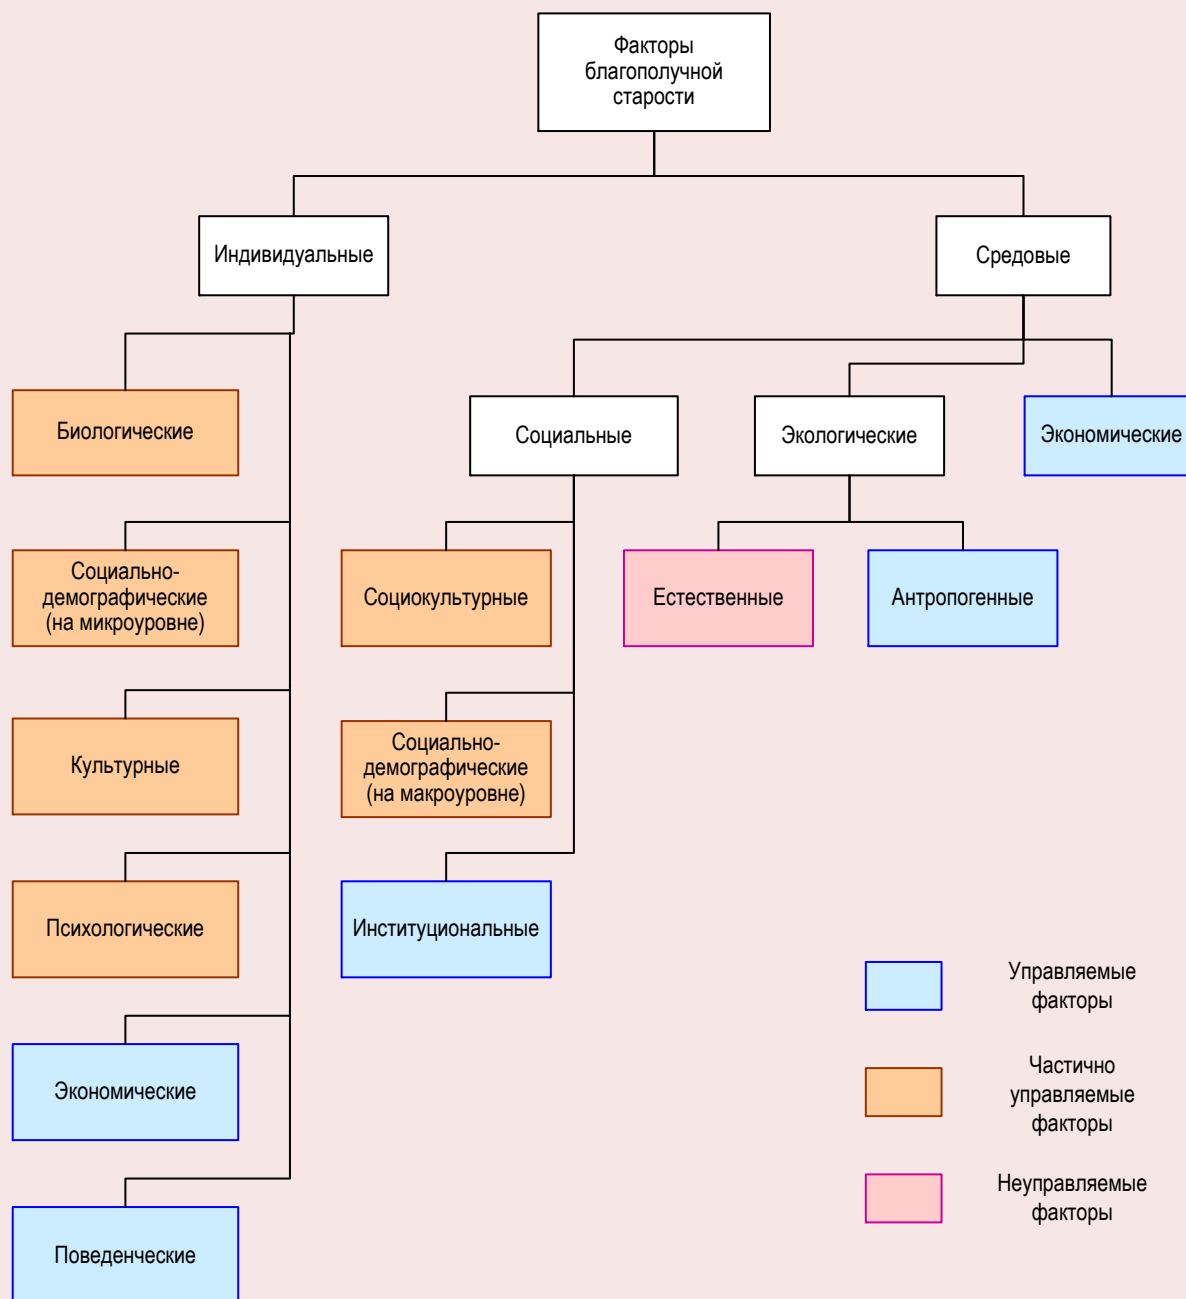 Факторы
благополучной
старости
Индивидуальные
Средовые
Биологические
Социальные
Экологические
Экономические
Социально-
демографические
(на микроуровне)
Социокультурные
Естественные
Антропогенные
Культурные
Социально-
демографические
(на макроуровне)
Психологические
Институциональные
Экономические
Поведенческие
Управляемые
факторы
Частично
управляемые
факторы
Неуправляемые
факторы